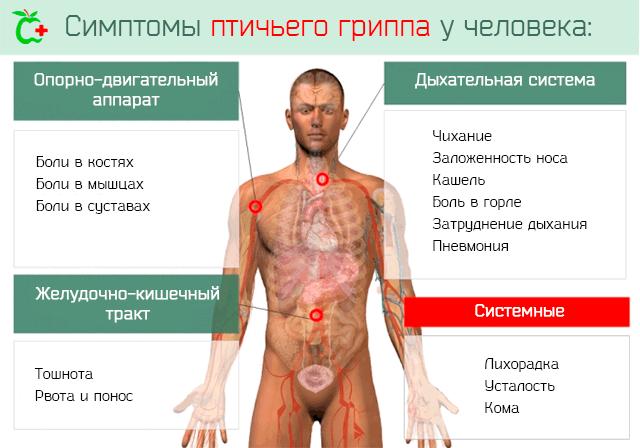 Симптомы птичьего гриппа у человека:
Опорно-двигательный
аппарат
Боли в костях
Боли в мышцах
Боли в суставах
Дыхательная система
Чихание
Заложенность носа
Кашель
Боль в горле
Затруднение дыхания
Пневмония
Желудочно-кишечный
тракт
Тошнота
Рвота и понос
Системные
Лихорадка
Усталость
Кома